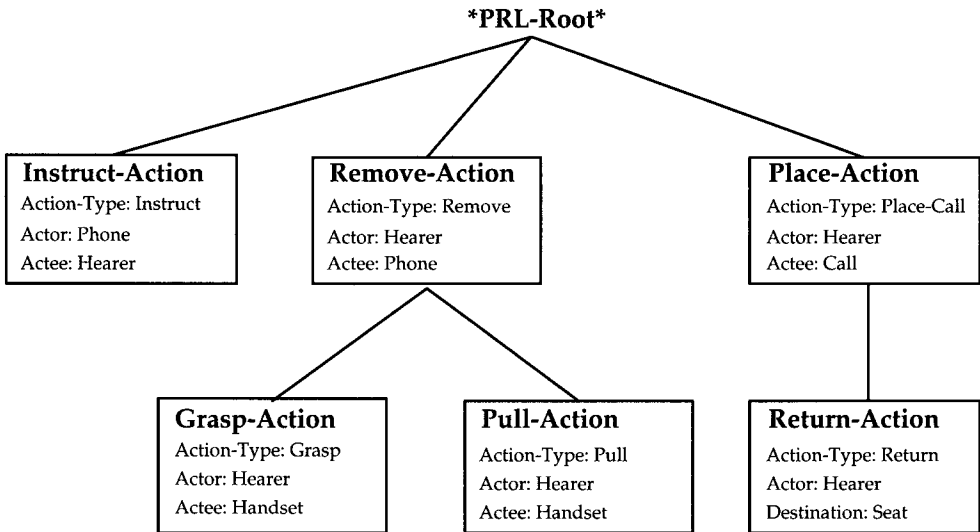 *PRL-Root*
Instruct-Action
Action-Type: Instruct
Actor: Phone
Actee: Hearer
Remove-Action
Action-Type: Remove
Actor: Hearer
Actee: Phone
Place-Action
Action-Type: Place-Call
Actor: Hearer
Actee: Call
Grasp-Action
Action-Type: Grasp
Actor: Hearer
Actee: Handset
Pull-Action
Action-Type: Pull
Actor: Hearer
Actee: Handset
Return-Action
Action-Type: Return
Actor: Hearer
Destination: Seat